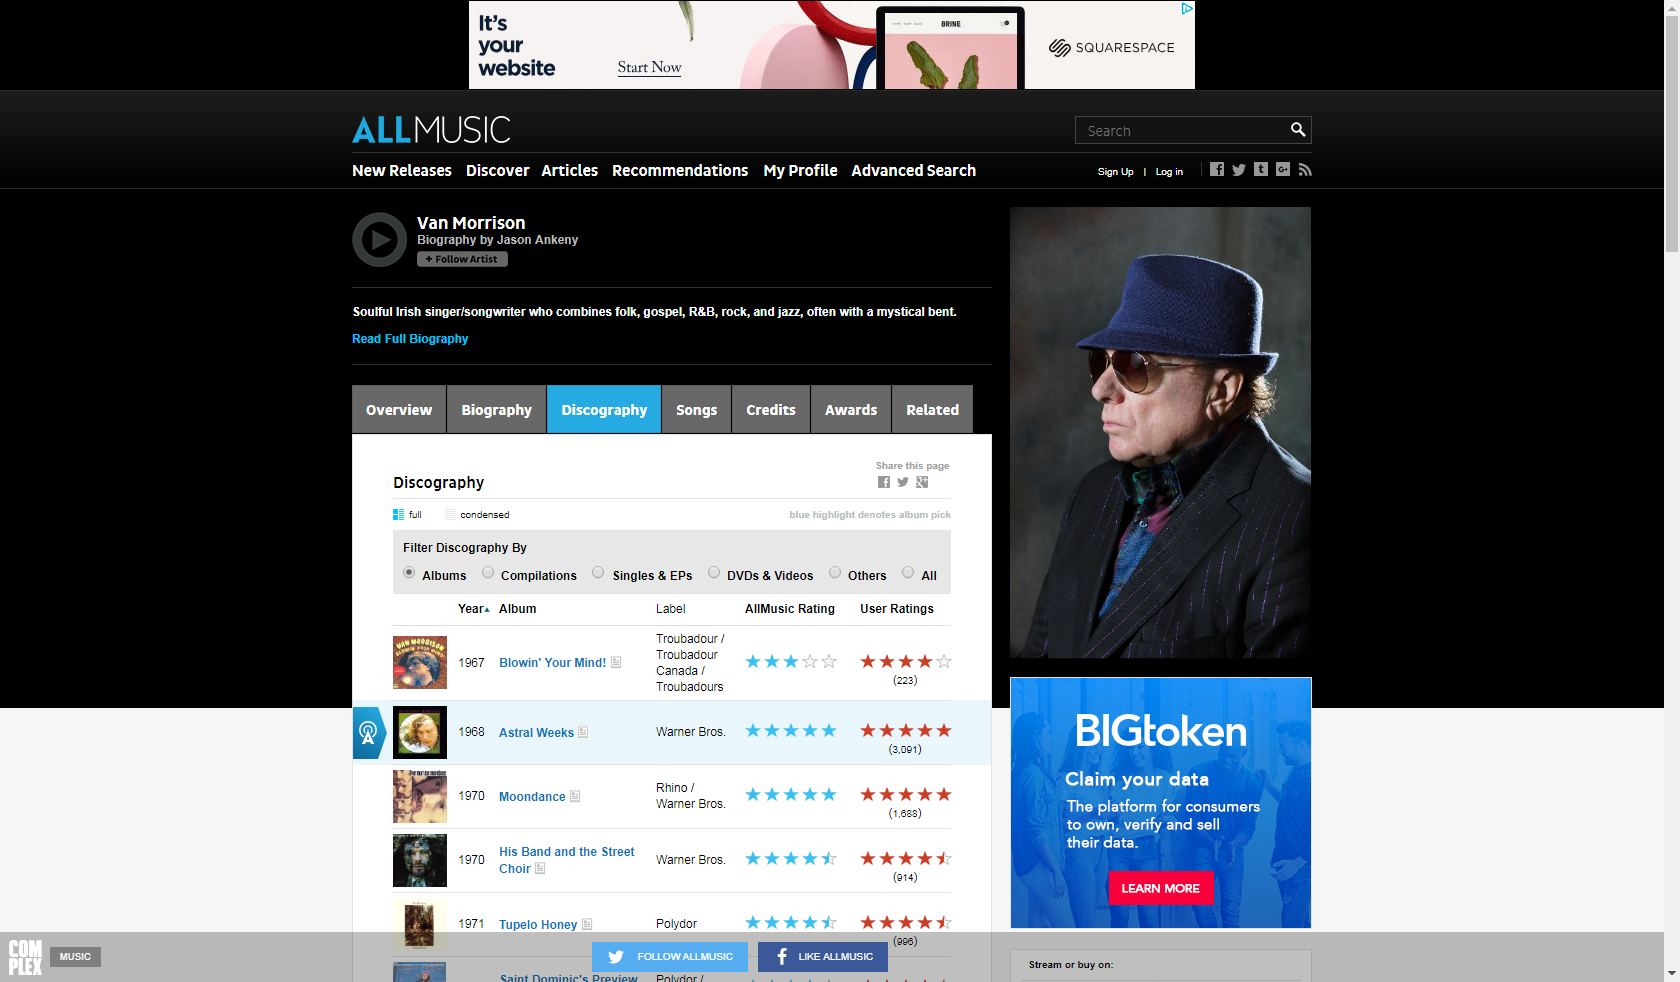 It's
your
website
Start Now
BRINE
SQUARESPACE
ALLMUSIC
Search
New Releases Discover Articles Recommendations My Profile Advanced Search
Sign Up | Log in
Van Morrison
Biography by Jason Ankeny
+ Follow Artist
Soulful Irish singer/songwriter who combines folk, gospel, R&B, rock, and jazz, often with a mystical bent.
Read Full Biography
Overview Biography Discography Songs Credits Awards Related
Share this page
Discography
full condensed blue highlight denotes album pick
Filter Discography By
Albums Compilations Singles & EPs DVDs & Videos Others All
Year Album Label AllMusic Rating User Ratings
VAN MORRISON
BLOWIN' YOUR MIND!
1967 Blowin' Your Mind! Troubadour /
Troubadour
Canada /
Troubadours
(223)
1968 Astral Weeks Warner Bros.
(3,091)
1970 Moondance Rhino /
Warner Bros.
(1,688)
1970 His Band and the Street
Choir Warner Bros.
(914)
1971 Tupelo Honey Polydor
(996)
Saint Dominic's Preview Polydor /
BIGtoken
Claim your data
The platform for consumers
to own, verify and sell
their data.
LEARN MORE
Stream or buy on:
COM
PLEX
MUSIC
FOLLOW ALLMUSIC
LIKE ALLMUSIC